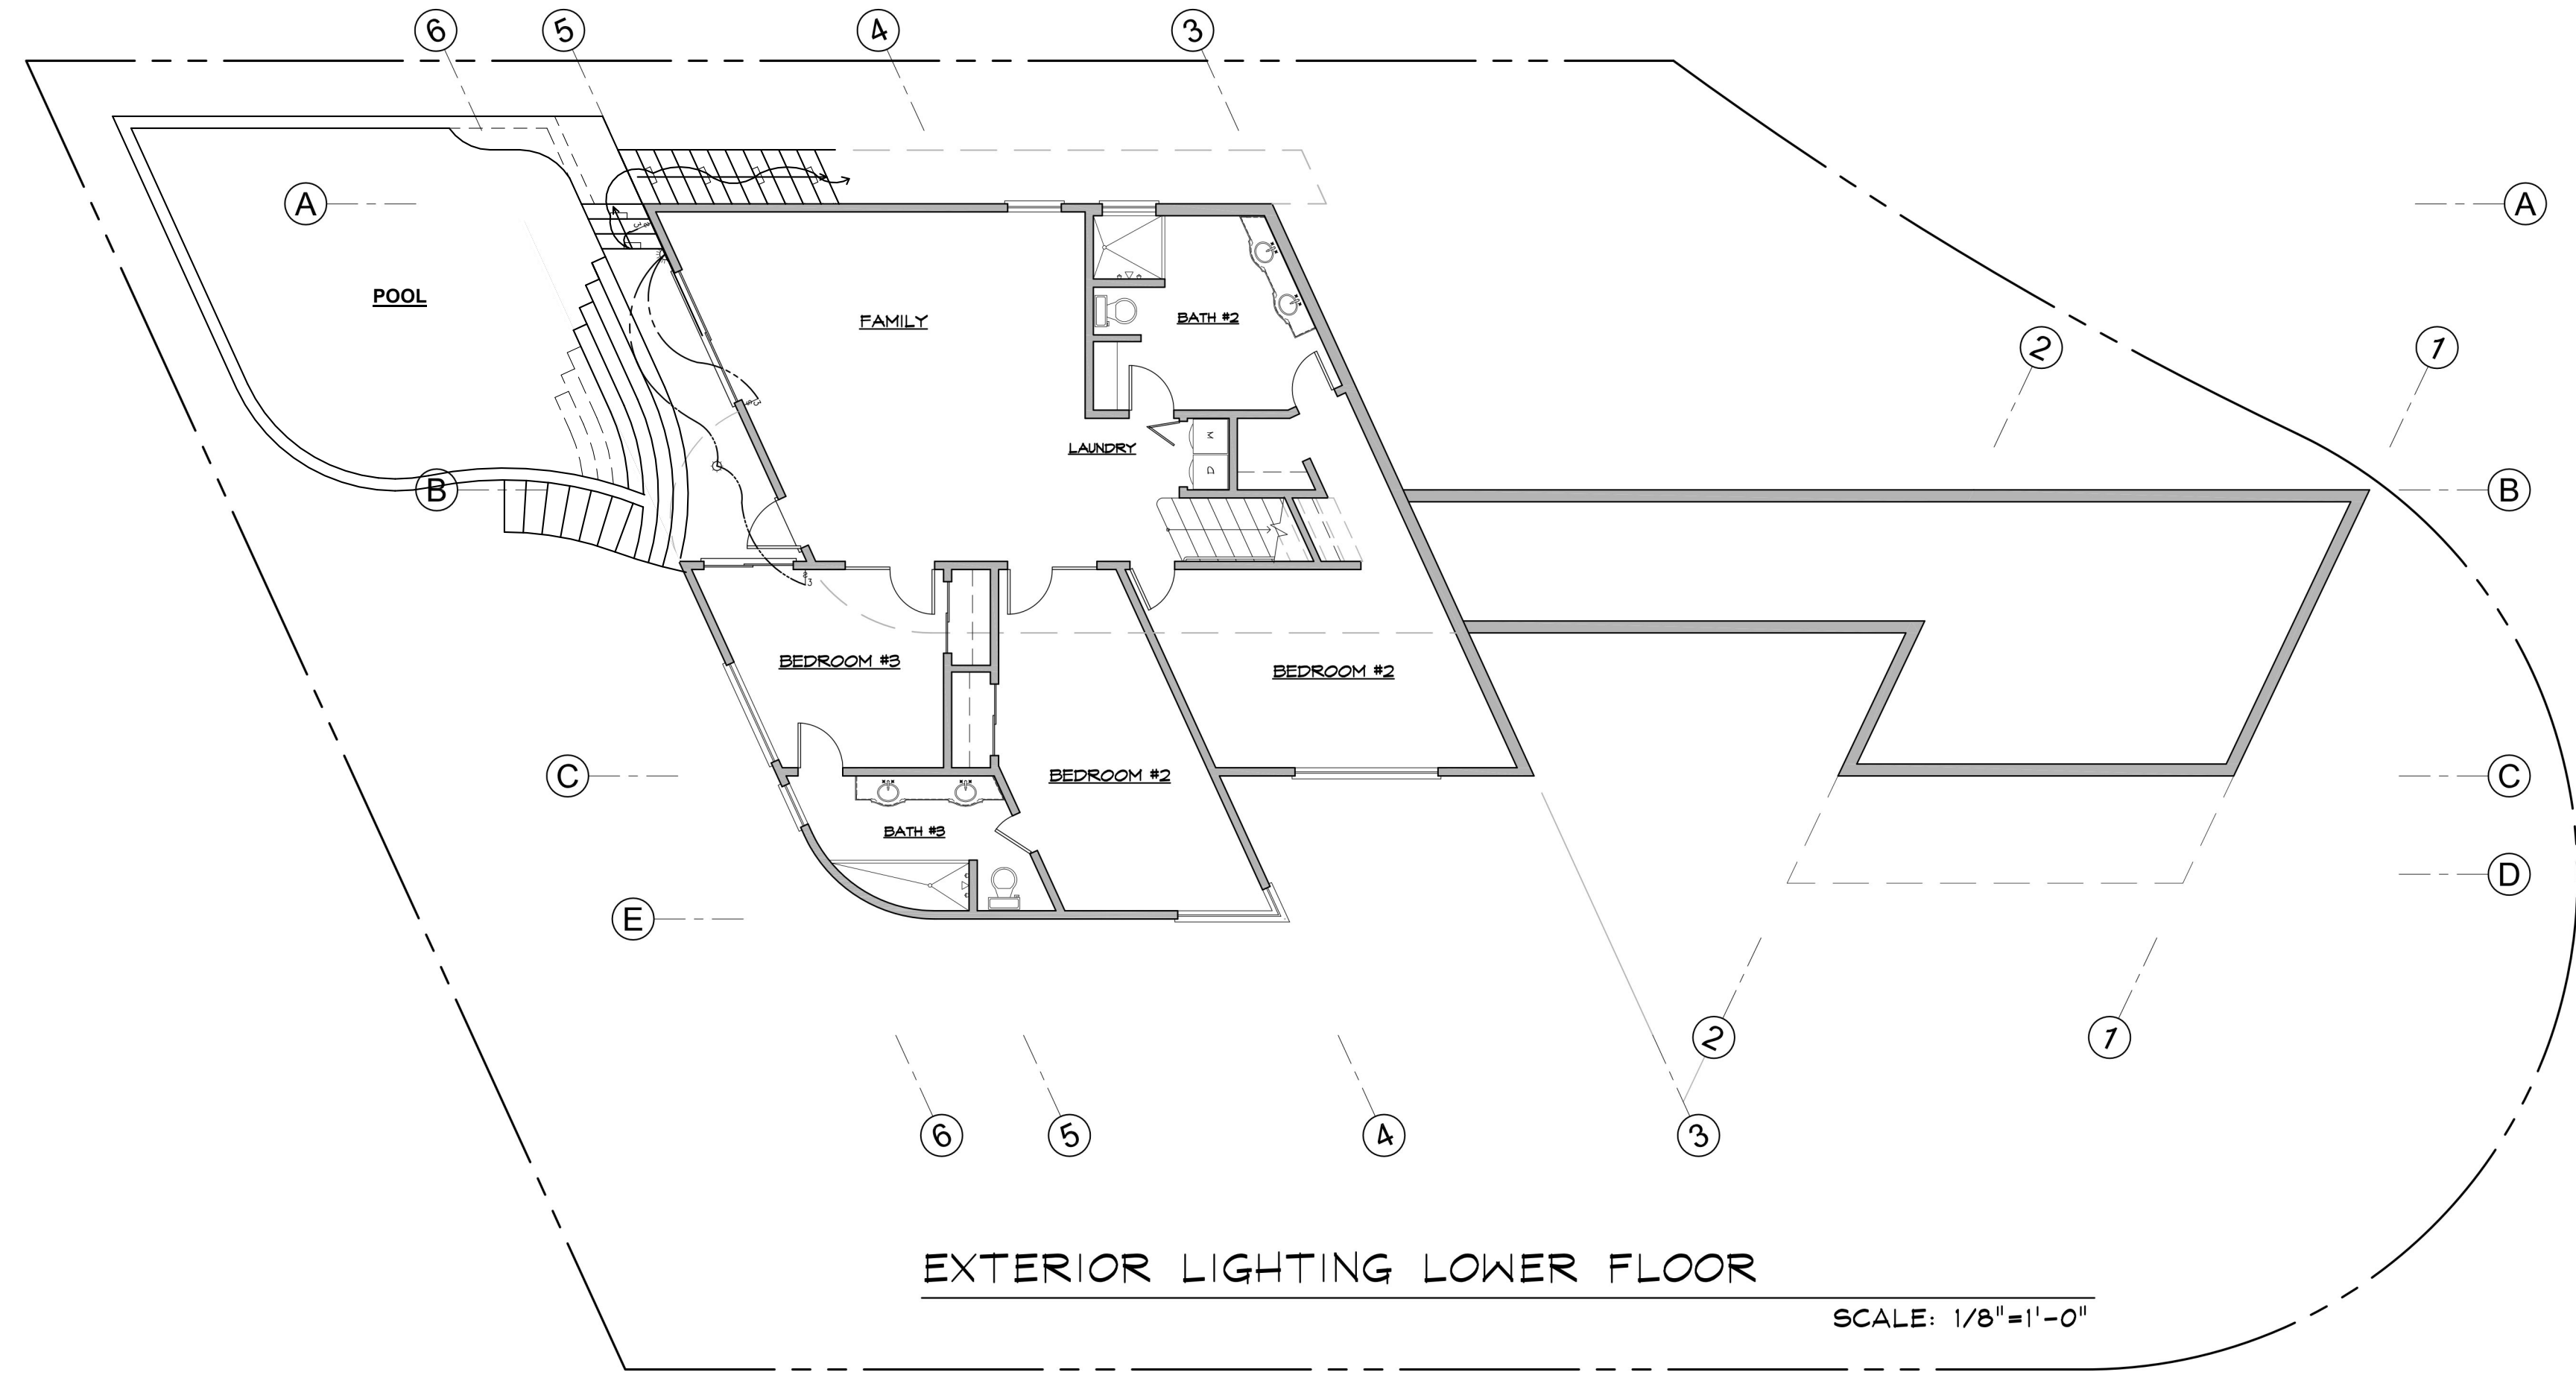 6 5 4 3
A A
POOL
FAMILY
BATH #2
2 1
LAUNDRY
M
D
B B
3
BEDROOM #3
BEDROOM #2
C C
BEDROOM #2
BATH #3
D
E
2 1
6 5 4 3
EXTERIOR LIGHTING LOWER FLOOR
SCALE: 1/8"=1'-0"